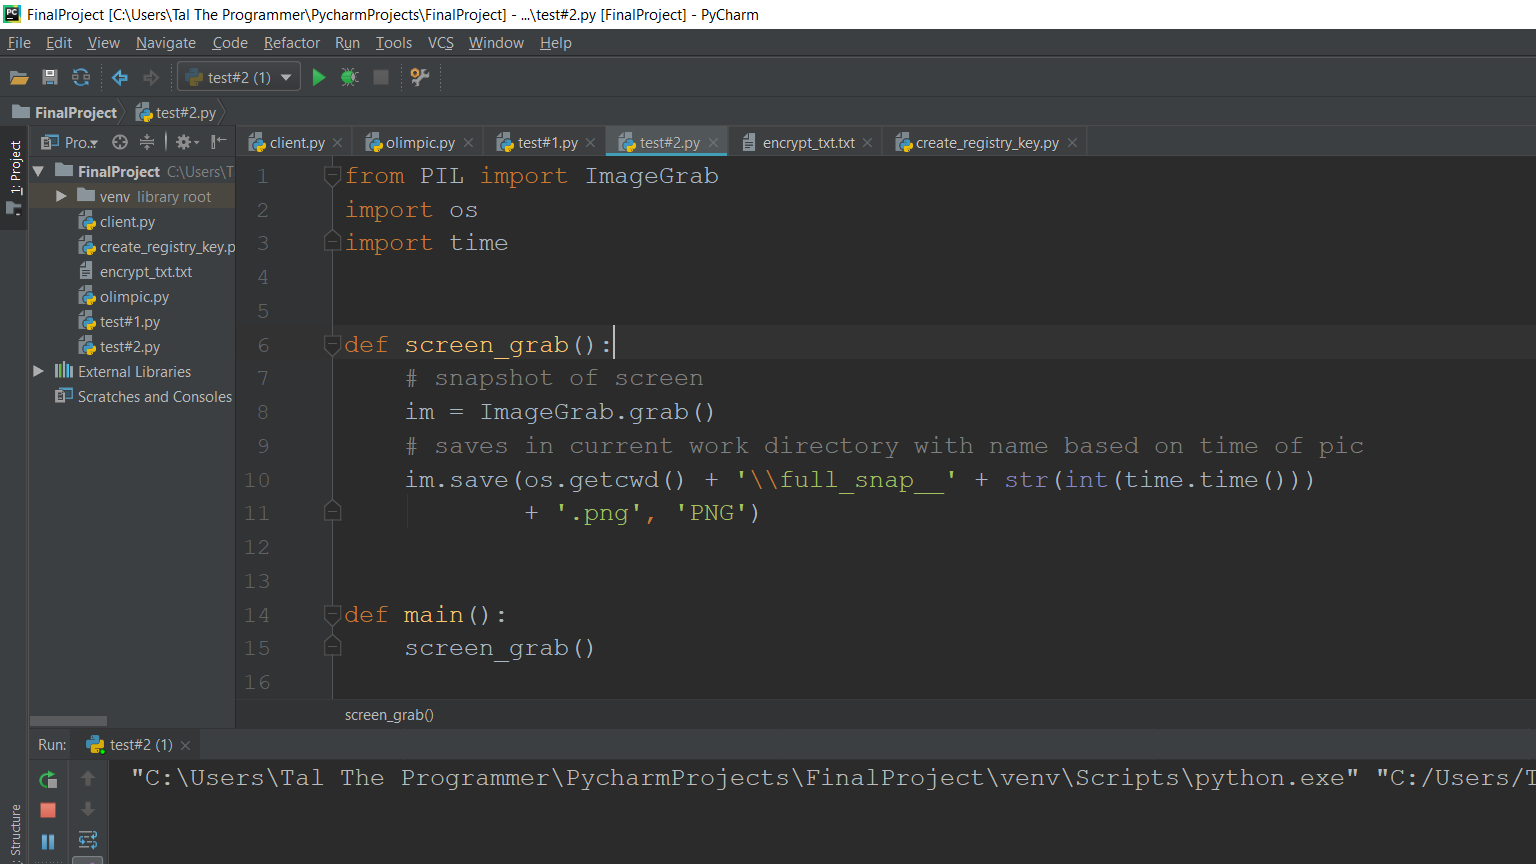 FinalProject [C:\Users\Tal The Programmer\PycharmProjects\FinalProject] - ...\test#2.py [FinalProject] - PyCharm
File Edit View Navigate Code Refactor Run Tools VCS Window Help
test#2 (1)
FinalProject test#2.py
1: Project
Pro..
client.py olimpic.py test#1.py test#2.py encrypt_txt.txt create_registry_key.py
FinalProject C:\Users\T
venv library root
client.py
create_registry_key.p
encrypt_txt.txt
olimpic.py
test#1.py
test#2.py
External Libraries
Scratches and Consoles
1 from PIL import ImageGrab
2 import os
3 import time
4
5
6 def screen_grab():
7 # snapshot of screen
8 im = ImageGrab.grab()
9 # saves in current work directory with name based on time of pic
10 im.save(os.getcwd() + '\\full_snap__' + str(int(time.time()))
11 + '.png', 'PNG')
12
13
14 def main():
15 screen_grab()
16
screen_grab()
Run: test#2 (1)
"C:\Users\Tal The Programmer\PycharmProjects\FinalProject\venv\Scripts\python.exe" "C:/Users/T
Structure